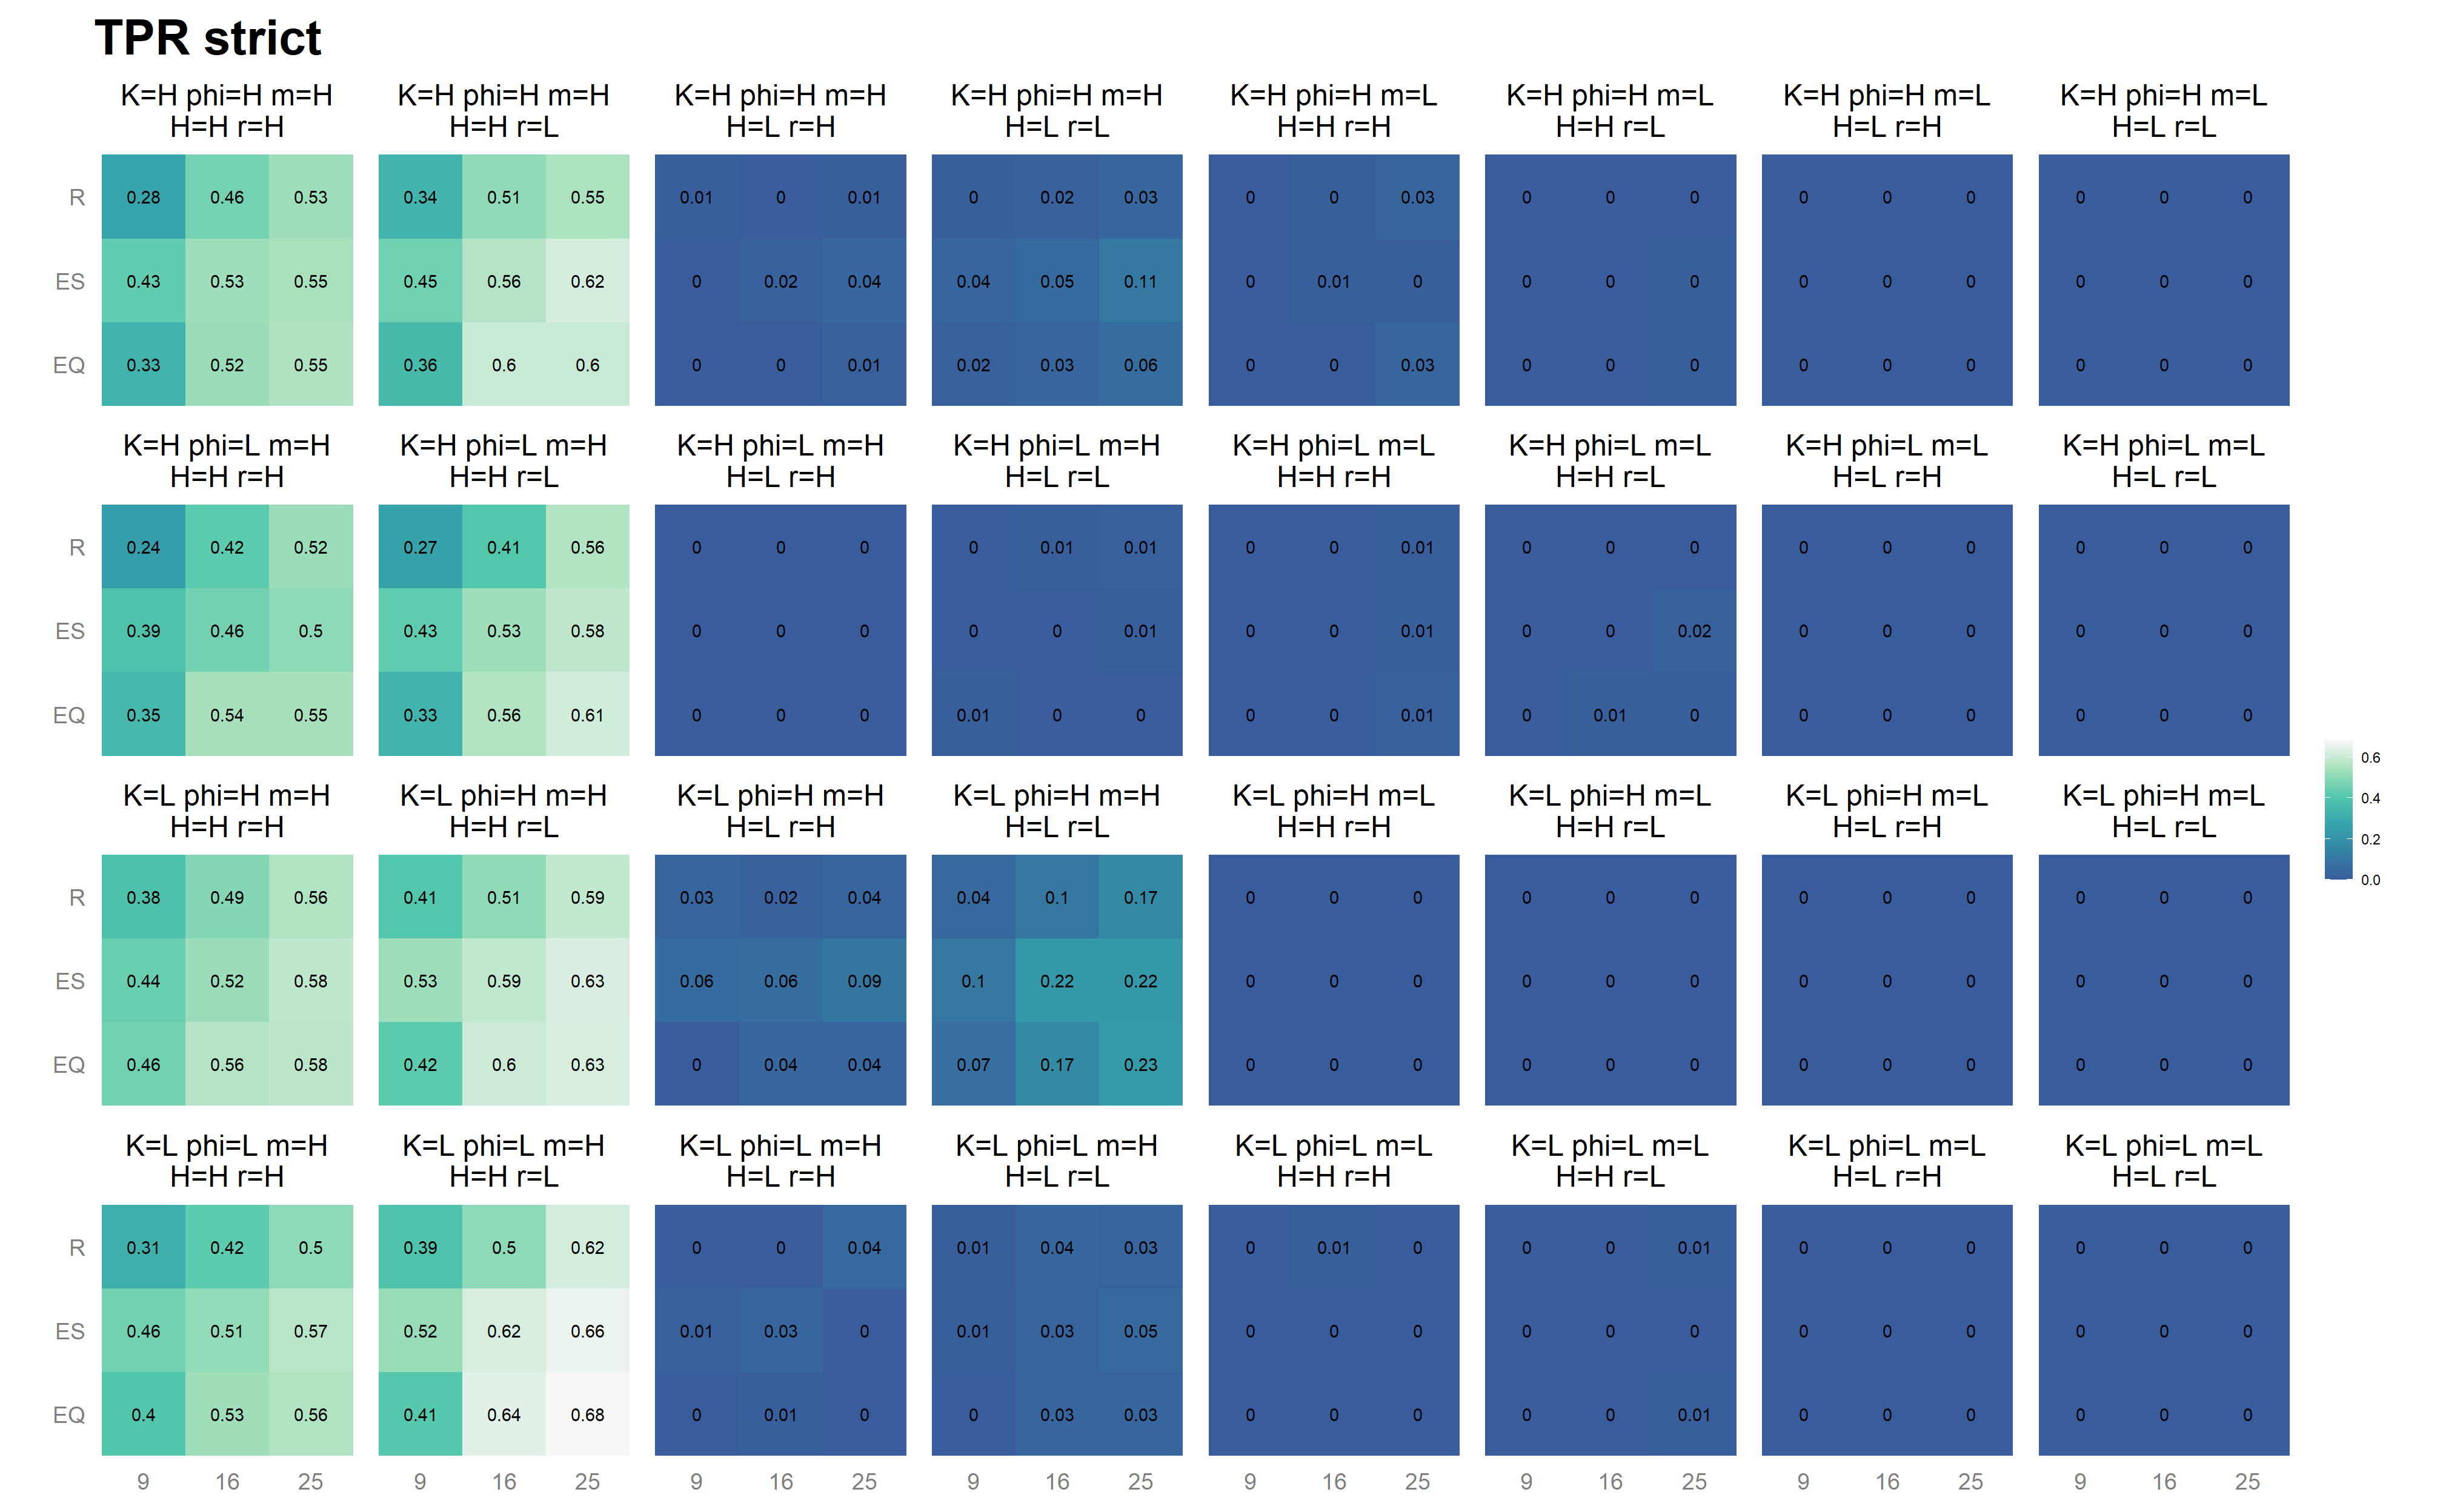 TPR strict
K=H phi=H m=H K=H phi=H m=H K=H phi=H m=H K=H phi=H m=H K=H phi=H m=L K=H phi=H m=L K=H phi=H m=L K=H phi=H m=L
H=H r=H H=H r=L H=L r=H H=L r=L H=H r=H H=H r=L H=L r=H H=L r=L
R 0.28 0.46 0.53 0.34 0.51 0.55 0.01 0 0.01 0 0.02 0.03 0 0 0.03 0 0 0 0 0 0 0 0 0
ES 0.43 0.53 0.55 0.45 0.56 0.62 0 0.02 0.04 0.04 0.05 0.11 0 0.01 0 0 0 0 0 0 0 0 0 0
EQ 0.33 0.52 0.55 0.36 0.6 0.6 0 0 0.01 0.02 0.03 0.06 0 0 0.03 0 0 0 0 0 0 0 0 0
K=H phi=L m=H K=H phi=L m=H K=H phi=L m=H K=H phi=L m=H K=H phi=L m=L K=H phi=L m=L K=H phi=L m=L K=H phi=L m=L
H=H r=H H=H r=L H=L r=H H=L r=L H=H r=H H=H r=L H=L r=H H=L r=L
R 0.24 0.42 0.52 0.27 0.41 0.56 0 0 0 0 0.01 0.01 0 0 0.01 0 0 0 0 0 0 0 0 0
ES 0.39 0.46 0.5 0.43 0.53 0.58 0 0 0 0 0 0.01 0 0 0.01 0 0 0.02 0 0 0 0 0 0
EQ 0.35 0.54 0.55 0.33 0.56 0.61 0 0 0 0.01 0 0 0 0 0.01 0 0.01 0 0 0 0 0 0 0
K=L phi=H m=H K=L phi=H m=H K=L phi=H m=H K=L phi=H m=H K=L phi=H m=L K=L phi=H m=L K=L phi=H m=L K=L phi=H m=L
H=H r=H H=H r=L H=L r=H H=L r=L H=H r=H H=H r=L H=L r=H H=L r=L
R 0.38 0.49 0.56 0.41 0.51 0.59 0.03 0.02 0.04 0.04 0.1 0.17 0 0 0 0 0 0 0 0 0 0 0 0
ES 0.44 0.52 0.58 0.53 0.59 0.63 0.06 0.06 0.09 0.1 0.22 0.22 0 0 0 0 0 0 0 0 0 0 0 0
EQ 0.46 0.56 0.58 0.42 0.6 0.63 0 0.04 0.04 0.07 0.17 0.23 0 0 0 0 0 0 0 0 0 0 0 0
K=L phi=L m=H K=L phi=L m=H K=L phi=L m=H K=L phi=L m=H K=L phi=L m=L K=L phi=L m=L K=L phi=L m=L K=L phi=L m=L
H=H r=H H=H r=L H=L r=H H=L r=L H=H r=H H=H r=L H=L r=H H=L r=L
R 0.31 0.42 0.5 0.39 0.5 0.62 0 0 0.04 0.01 0.04 0.03 0 0.01 0 0 0 0.01 0 0 0 0 0 0
ES 0.46 0.51 0.57 0.52 0.62 0.66 0.01 0.03 0 0.01 0.03 0.05 0 0 0 0 0 0 0 0 0 0 0 0
EQ 0.4 0.53 0.56 0.41 0.64 0.68 0 0.01 0 0 0.03 0.03 0 0 0 0 0 0.01 0 0 0 0 0 0
9 16 25 9 16 25 9 16 25 9 16 25 9 16 25 9 16 25 9 16 25 9 16 25
0.6
0.4
0.2
0.0